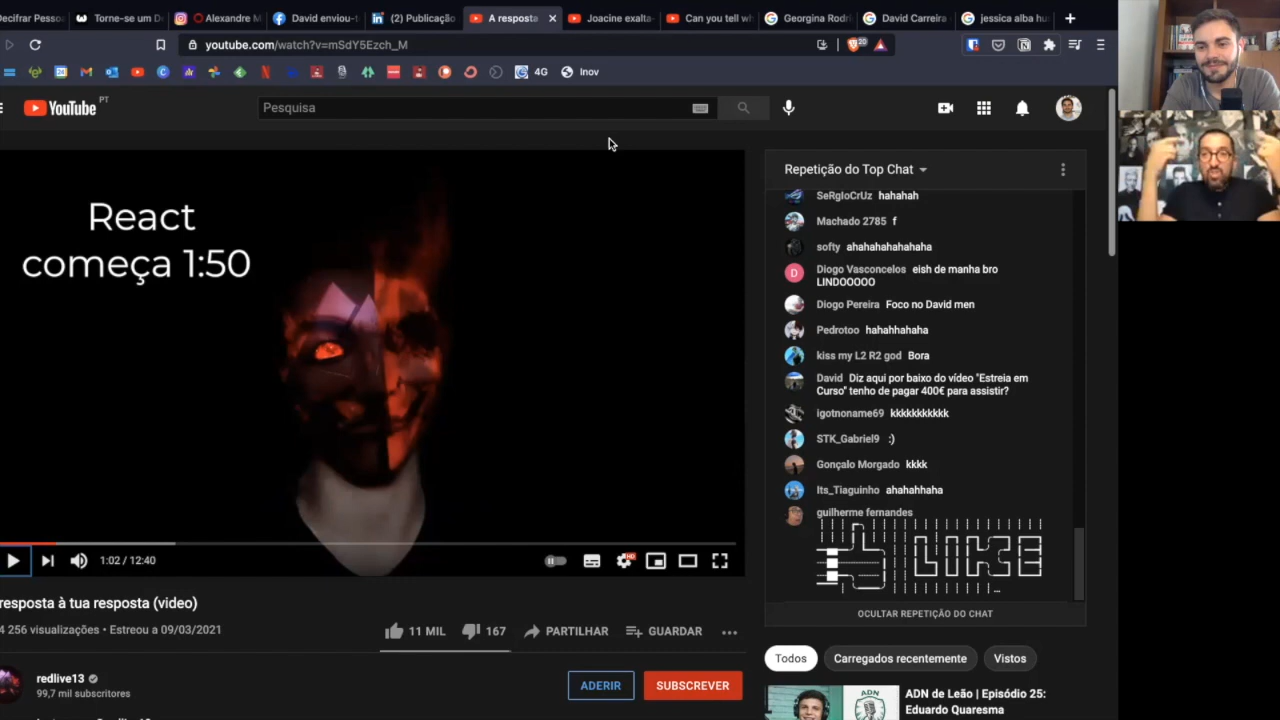 Decifrar Pesso
Torne-se um D
Alexandre M
David enviou-t
(2) Publicação
A resposta
Joacine exalta-
Can you tell wh
Georgina Rodri
David Carreira
jessica alba hu
youtube.com/watch?v=mSdY5Ezch_M
20
4G
Inov
YouTube PT
Pesquisa
React
começa 1:50
Repetição do Top Chat
SeRgIoCrUz hahahah
Machado 2785 f
softy ahahahahahaha
D
Diogo Vasconcelos eish de manha bro
LINDOOOOO
Diogo Pereira Foco no David men
Pedrotoo hahahhahaha
kiss my L2 R2 god Bora
David Diz aqui por baixo do vídeo "Estreia em
Curso" tenho de pagar 400€ para assistir?
igotnoname69 kkkkkkkkkkk
STK_Gabriel9 :)
Gonçalo Morgado kkkk
Its_Tiaguinho ahahahhaha
guilherme fernandes
LIKE
OCULTAR REPETIÇÃO DO CHAT
1:02 / 12:40
HD
resposta à tua resposta (video)
4 256 visualizações • Estreou a 09/03/2021
11 MIL
167
PARTILHAR
GUARDAR
redlive13
99,7 mil subscritores
ADERIR
SUBSCREVER
Todos
Carregados recentemente
Vistos
ADN
ADN de Leão | Episódio 25:
Eduardo Quaresma